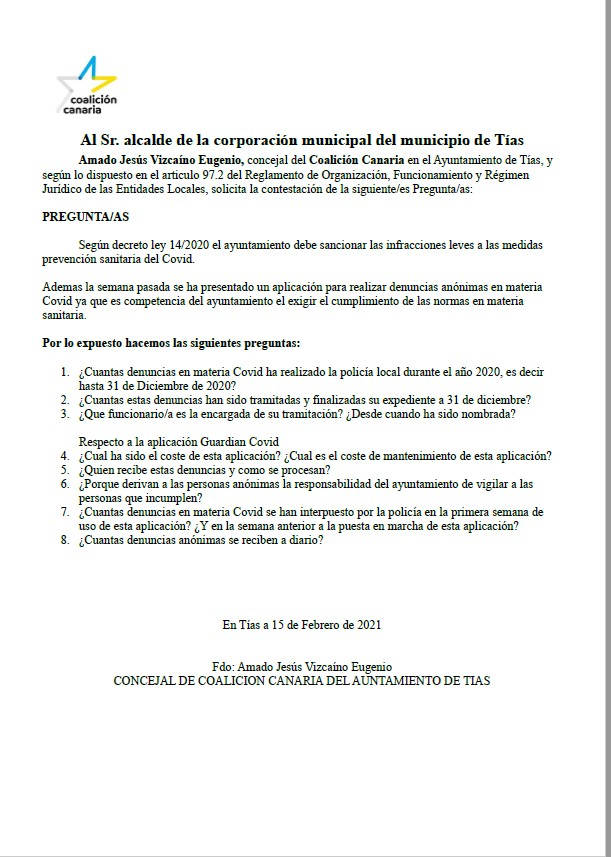 coalición
canaria
Al Sr. alcalde de la corporación municipal del municipio de Tías
Amado Jesús Vizcaíno Eugenio, concejal del Coalición Canaria en el Ayuntamiento de Tías, y
según lo dispuesto en el articulo 97.2 del Reglamento de Organización, Funcionamiento y Régimen
Jurídico de las Entidades Locales, solicita la contestación de la siguiente/es Pregunta/as:
PREGUNTA/AS
Según decreto ley 14/2020 el ayuntamiento debe sancionar las infracciones leves a las medidas
prevención sanitaria del Covid.
Ademas la semana pasada se ha presentado un aplicación para realizar denuncias anónimas en materia
Covid ya que es competencia del ayuntamiento el exigir el cumplimiento de las normas en materia
sanitaria.
Por lo expuesto hacemos las siguientes preguntas:
1. ¿Cuantas denuncias en materia Covid ha realizado la policía local durante el año 2020, es decir
hasta 31 de Diciembre de 2020?
2. ¿Cuantas estas denuncias han sido tramitadas y finalizadas su expediente a 31 de diciembre?
3. ¿Que funcionario/a es la encargada de su tramitación? ¿Desde cuando ha sido nombrada?
Respecto a la aplicación Guardian Covid
4. ¿Cual ha sido el coste de esta aplicación? ¿Cual es el coste de mantenimiento de esta aplicación?
5. ¿Quien recibe estas denuncias y como se procesan?
6. ¿Porque derivan a las personas anónimas la responsabilidad del ayuntamiento de vigilar a las
personas que incumplen?
7. ¿Cuantas denuncias en materia Covid se han interpuesto por la policía en la primera semana de
uso de esta aplicación? ¿Y en la semana anterior a la puesta en marcha de esta aplicación?
8. ¿Cuantas denuncias anónimas se reciben a diario?
En Tías a 15 de Febrero de 2021
Fdo: Amado Jesús Vizcaíno Eugenio
CONCEJAL DE COALICION CANARIA DEL AUNTAMIENTO DE TIAS